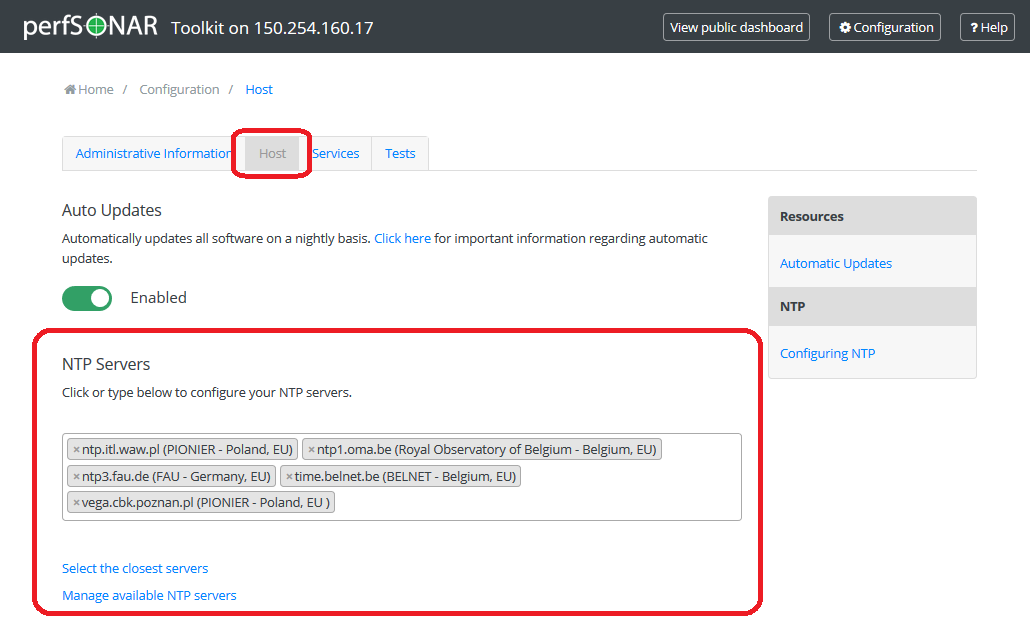 perfSONAR Toolkit on 150.254.160.17 View public dashboard Configuration ? Help
Home / Configuration / Host
Administrative Information Host Services Tests
Auto Updates
Automatically updates all software on a nightly basis. Click here for important information regarding automatic
updates.
Enabled
NTP Servers
Click or type below to configure your NTP servers.
× ntp.itl.waw.pl (PIONIER - Poland, EU) × ntp1.oma.be (Royal Observatory of Belgium - Belgium, EU)
× ntp3.fau.de (FAU - Germany, EU) × time.belnet.be (BELNET - Belgium, EU)
× vega.cbk.poznan.pl (PIONIER - Poland, EU )
Select the closest servers
Manage available NTP servers
Resources
Automatic Updates
NTP
Configuring NTP